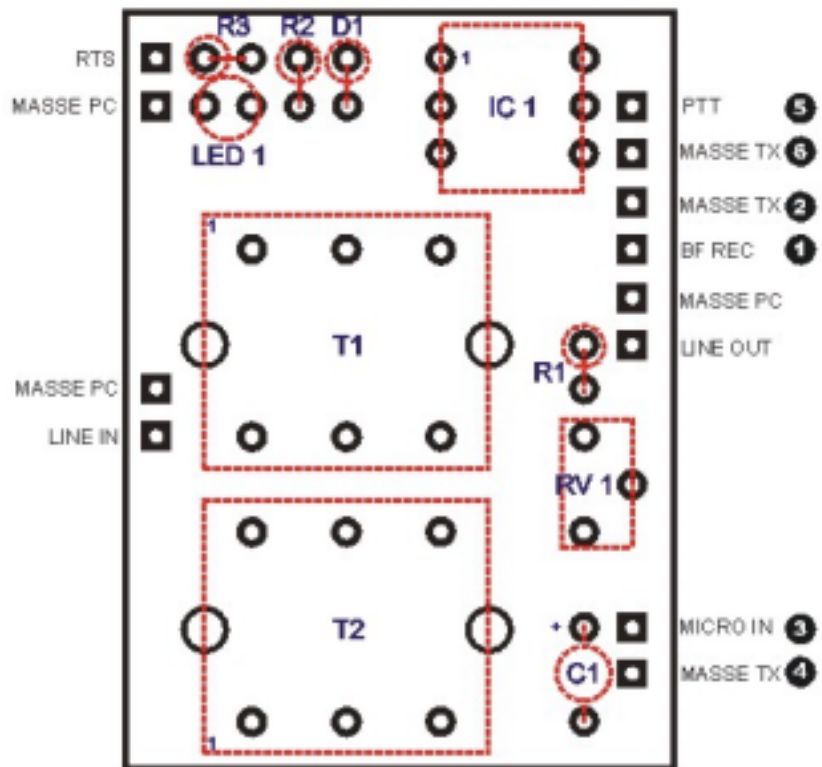 R3 R2 D1
RTS
1
IC 1
MASSE PC
PTT 5
LED 1
MASSE TX 6
MASSE TX 2
1
BF REC 1
MASSE PC
T1
LINE OUT
R1
MASSE PC
LINE IN
RV 1
T2
+
MICRO IN 3
C1
MASSE TX 4
1